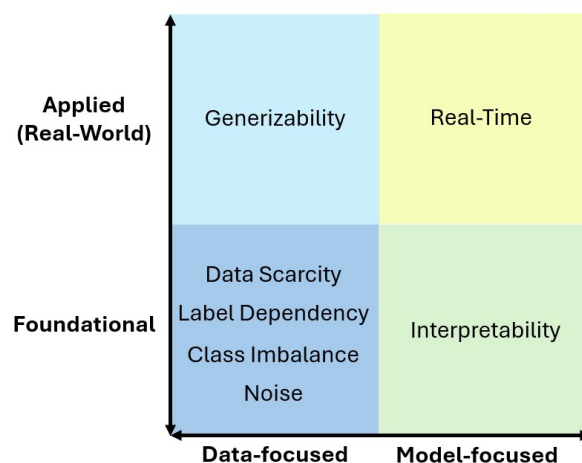 Applied
(Real-World)
Generizability
Real-Time
Foundational
Data Scarcity
Label Dependency
Class Imbalance
Noise
Interpretability
Data-focused
Model-focused